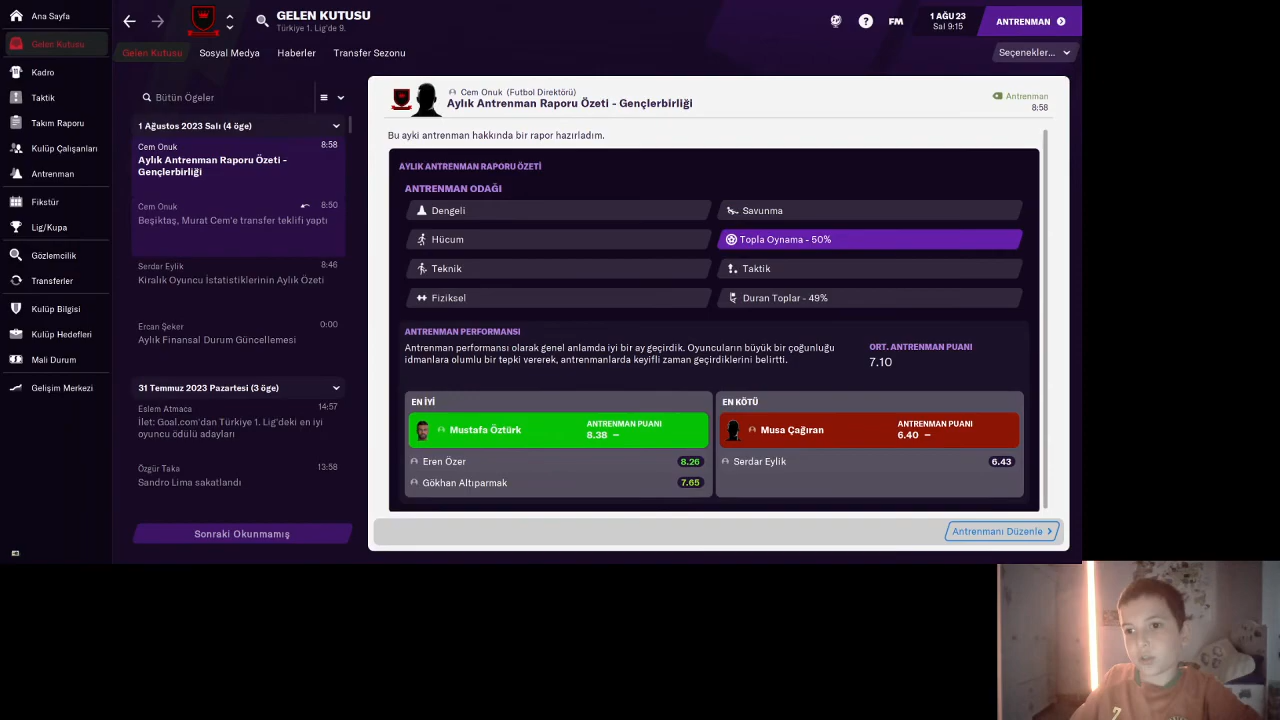 Ana Sayfa
Gelen Kutusu
Kadro
Taktik
Takım Raporu
Kulüp Çalışanları
Antrenman
Fikstür
Lig/Kupa
Gözlemcilik
Transferler
Kulüp Bilgisi
Kulüp Hedefleri
Mali Durum
Gelişim Merkezi
GELEN KUTUSU
Türkiye 1. Lig'de 9.
FM
1 AĞU 23
Sal 9:15
ANTRENMAN
Gelen Kutusu
Sosyal Medya
Haberler
Transfer Sezonu
Seçenekler...
Bütün Ögeler
1 Ağustos 2023 Salı (4 öge)
Cem Onuk 8:58
Aylık Antrenman Raporu Özeti -
Gençlerbirliği
Cem Onuk 8:50
Beşiktaş, Murat Cem'e transfer teklifi yaptı
Serdar Eylik 8:46
Kiralık Oyuncu İstatistiklerinin Aylık Özeti
Ercan Şeker 0:00
Aylık Finansal Durum Güncellemesi
31 Temmuz 2023 Pazartesi (3 öge)
Eslem Atmaca 14:57
İlet: Goal.com'dan Türkiye 1. Lig'deki en iyi
oyuncu ödülü adayları
Özgür Taka 13:58
Sandro Lima sakatlandı
Sonraki Okunmamış
Cem Onuk (Futbol Direktörü)
Aylık Antrenman Raporu Özeti - Gençlerbirliği
Antrenman
8:58
Bu ayki antrenman hakkında bir rapor hazırladım.
AYLIK ANTRENMAN RAPORU ÖZETİ
ANTRENMAN ODAĞI
Dengeli
Savunma
Hücum
Topla Oynama - 50%
Teknik
Taktik
Fiziksel
Duran Toplar - 49%
ANTRENMAN PERFORMANSI
Antrenman performansı olarak genel anlamda iyi bir ay geçirdik. Oyuncuların büyük bir çoğunluğu
idmanlara olumlu bir tepki vererek, antrenmanlarda keyifli zaman geçirdiklerini belirtti.
ORT. ANTRENMAN PUANI
7.10
EN İYİ
Mustafa Öztürk
ANTRENMAN PUANI
8.38 –
Eren Özer 8.26
Gökhan Altıparmak 7.65
EN KÖTÜ
Musa Çağıran
ANTRENMAN PUANI
6.40 –
Serdar Eylik 6.43
Antrenmanı Düzenle